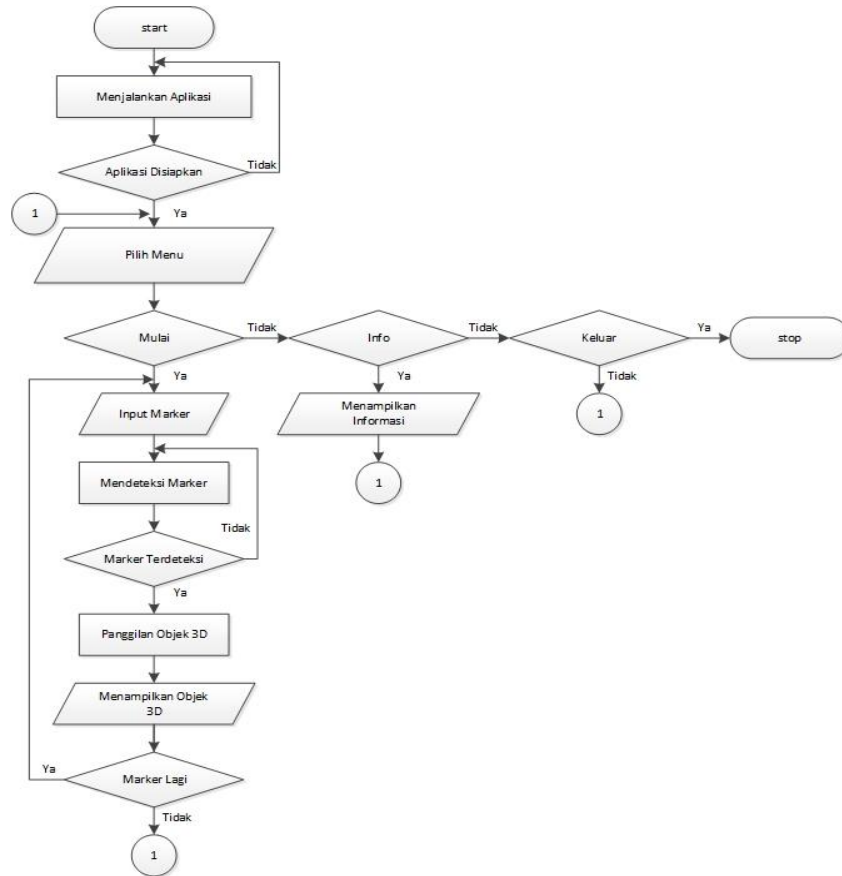 start
Menjalankan Aplikasi
Aplikasi Disiapkan
Tidak
1
Ya
Pilih Menu
Mulai
Tidak
Info
Tidak
Keluar
Ya
stop
Ya
Ya
Tidak
Input Marker
Menampilkan
Informasi
1
1
Mendeteksi Marker
Tidak
Marker Terdeteksi
Ya
Panggilan Objek 3D
Menampilkan Objek
3D
Ya
Marker Lagi
Tidak
1